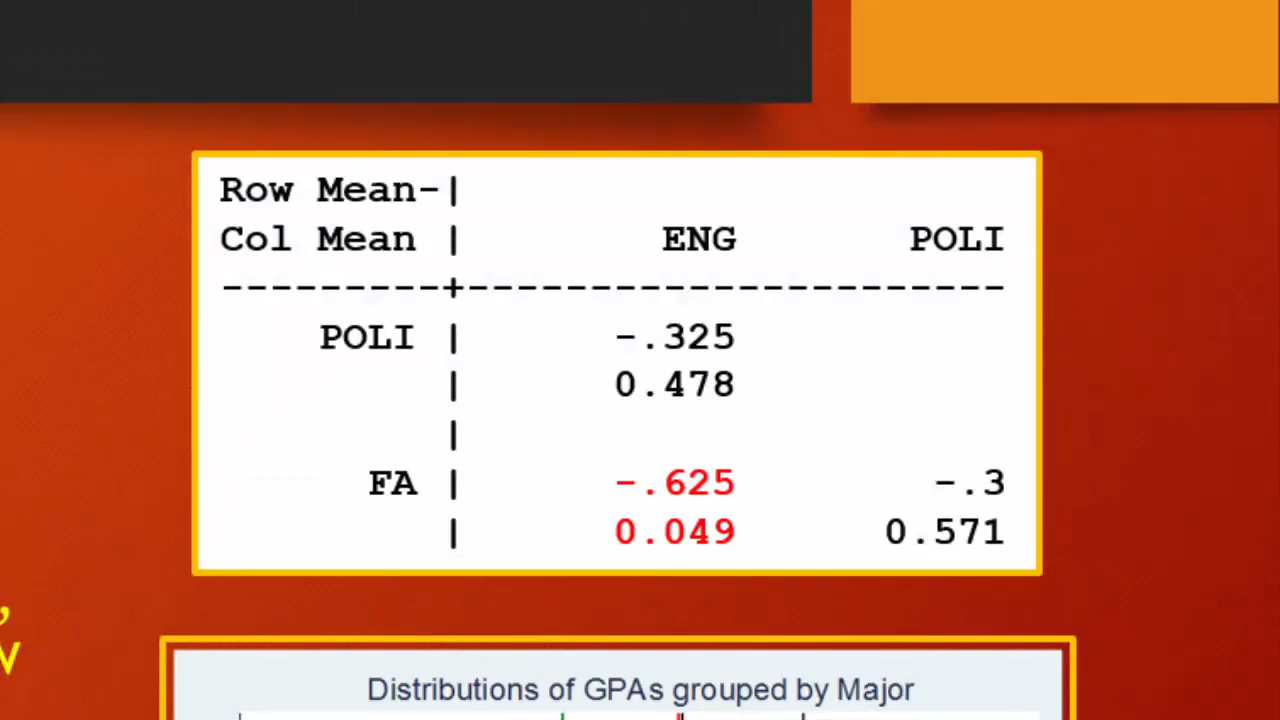 Row Mean-|
Col Mean | ENG POLI
---------+----------------------
POLI | -.325
| 0.478
|
FA | -.625 -.3
| 0.049 0.571
Distributions of GPAs grouped by Major